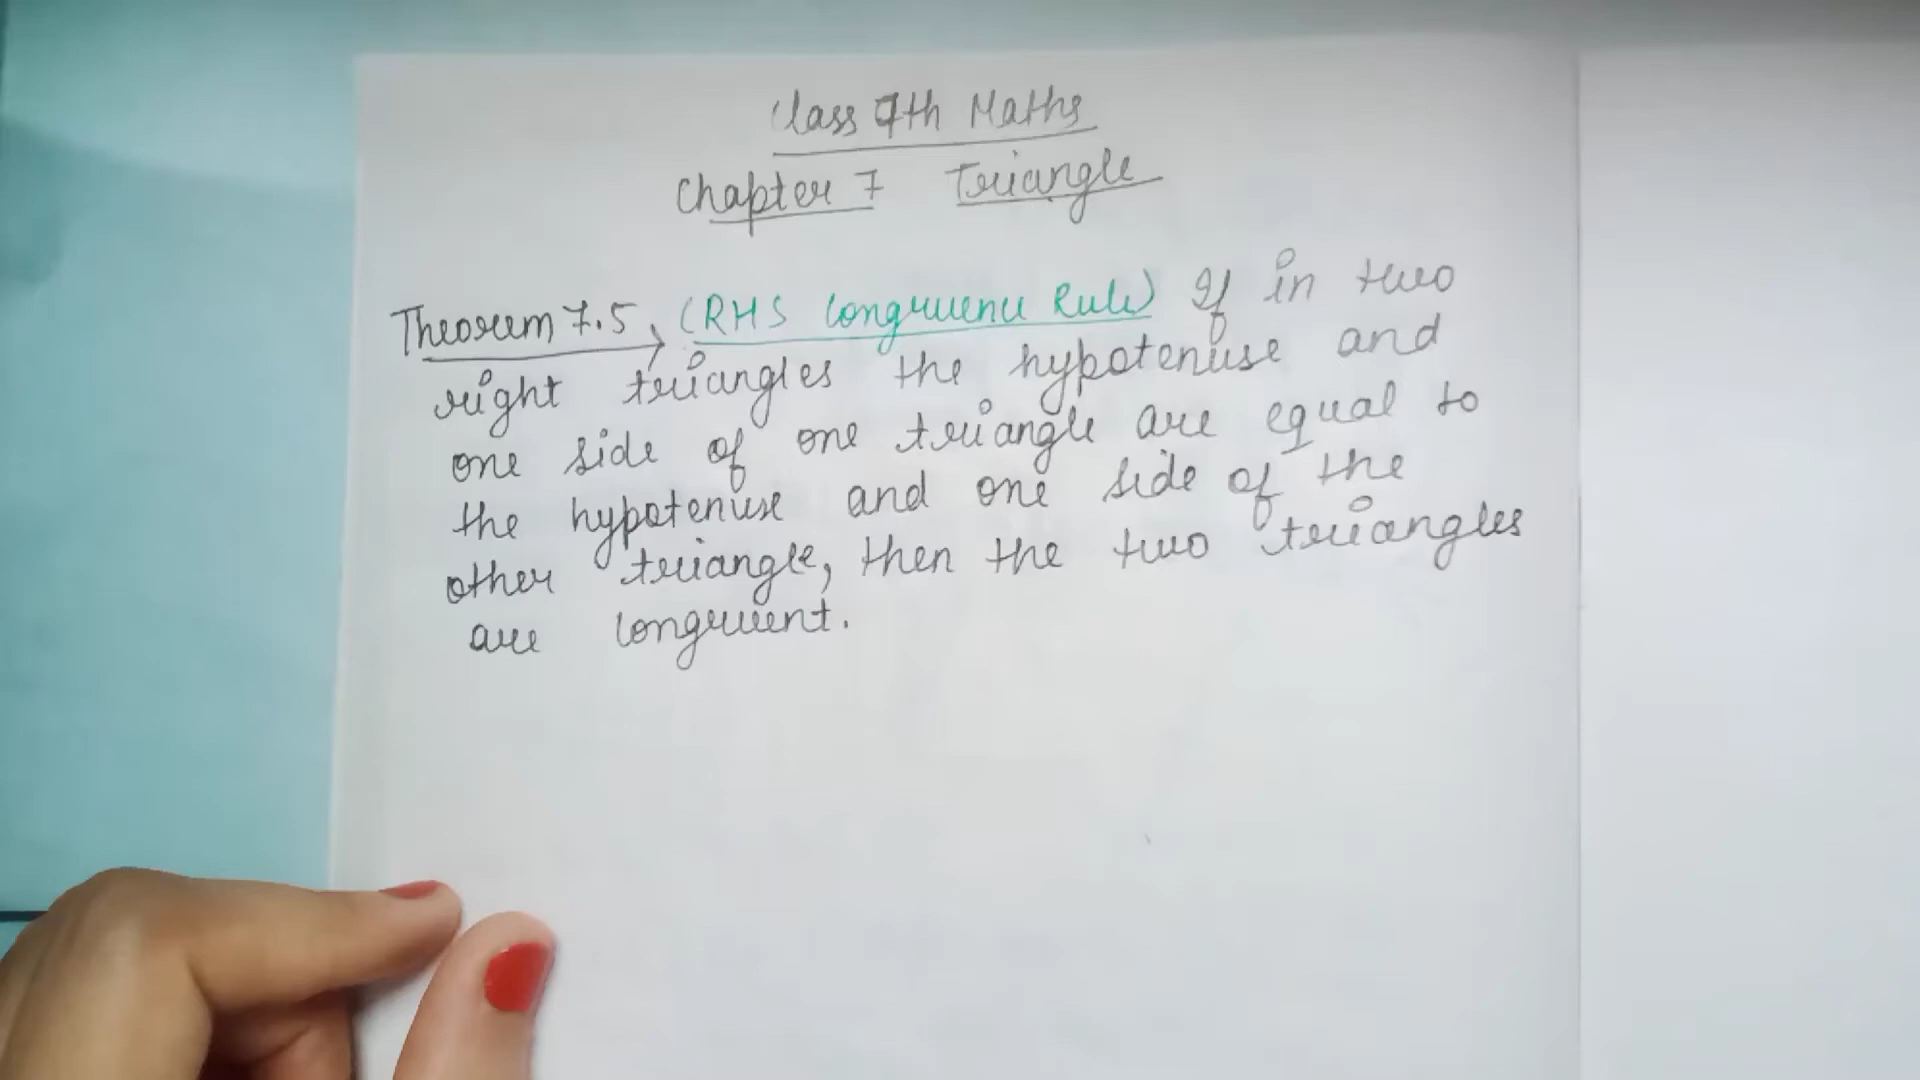 Class 9th Maths
Chapter 7 Triangle
Theorem 7.5, (RHS Congruence Rule) If in two
right triangles the hypotenuse and
one side of one triangle are equal to
the hypotenuse and one side of the
other triangle, then the two triangles
are congruent.